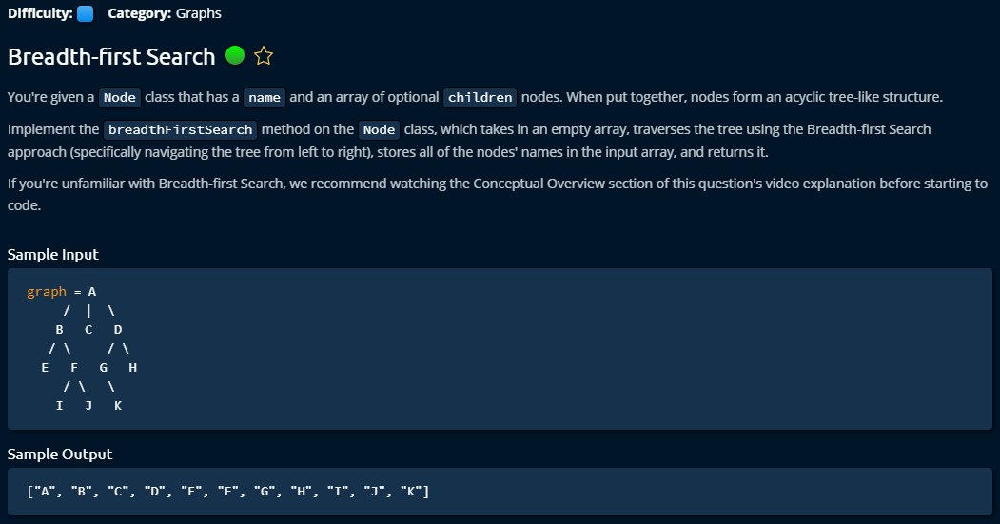 Difficulty: Category: Graphs
Breadth-first Search
You're given a Node class that has a name and an array of optional children nodes. When put together, nodes form an acyclic tree-like structure.
Implement the breadthFirstSearch method on the Node class, which takes in an empty array, traverses the tree using the Breadth-first Search
approach (specifically navigating the tree from left to right), stores all of the nodes' names in the input array, and returns it.
If you're unfamiliar with Breadth-first Search, we recommend watching the Conceptual Overview section of this question's video explanation before starting to
code.
Sample Input
graph = A
     /  |  \
    B   C   D
   / \     / \
  E   F   G   H
     / \   \
    I   J   K
Sample Output
["A", "B", "C", "D", "E", "F", "G", "H", "I", "J", "K"]